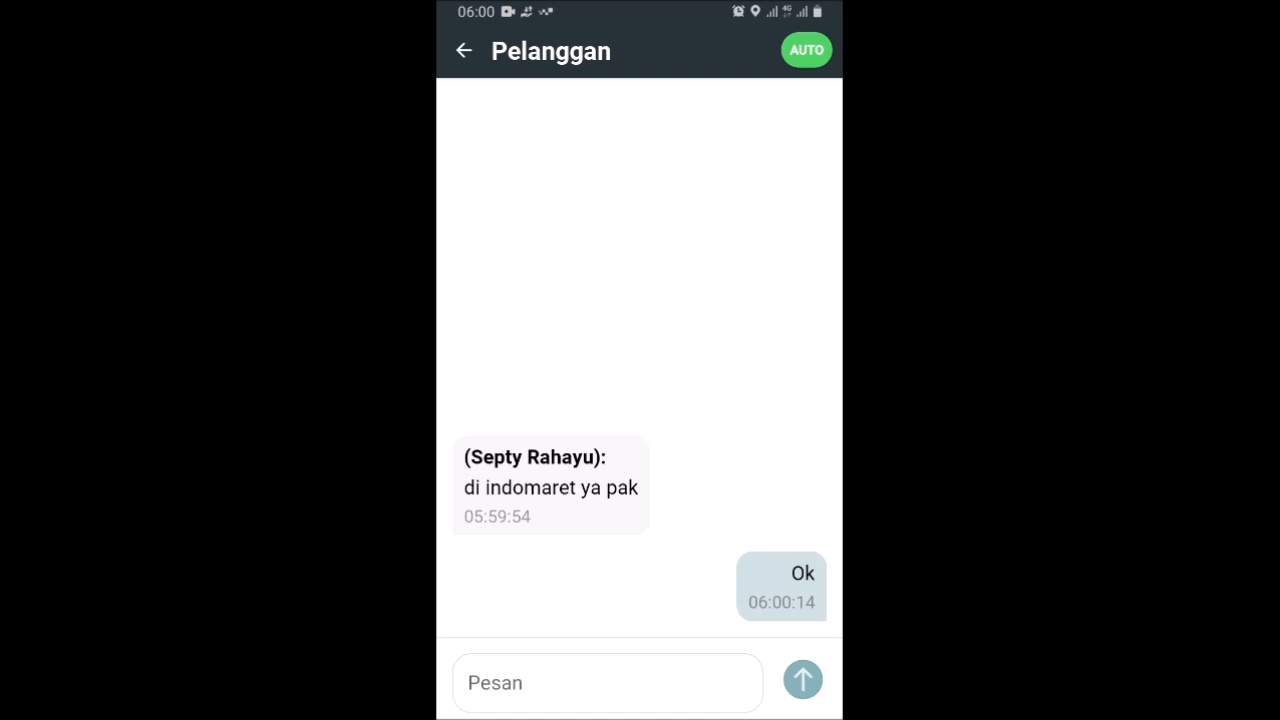 06:00
Pelanggan
AUTO
(Septy Rahayu):
di indomaret ya pak
05:59:54
Ok
06:00:14
Pesan